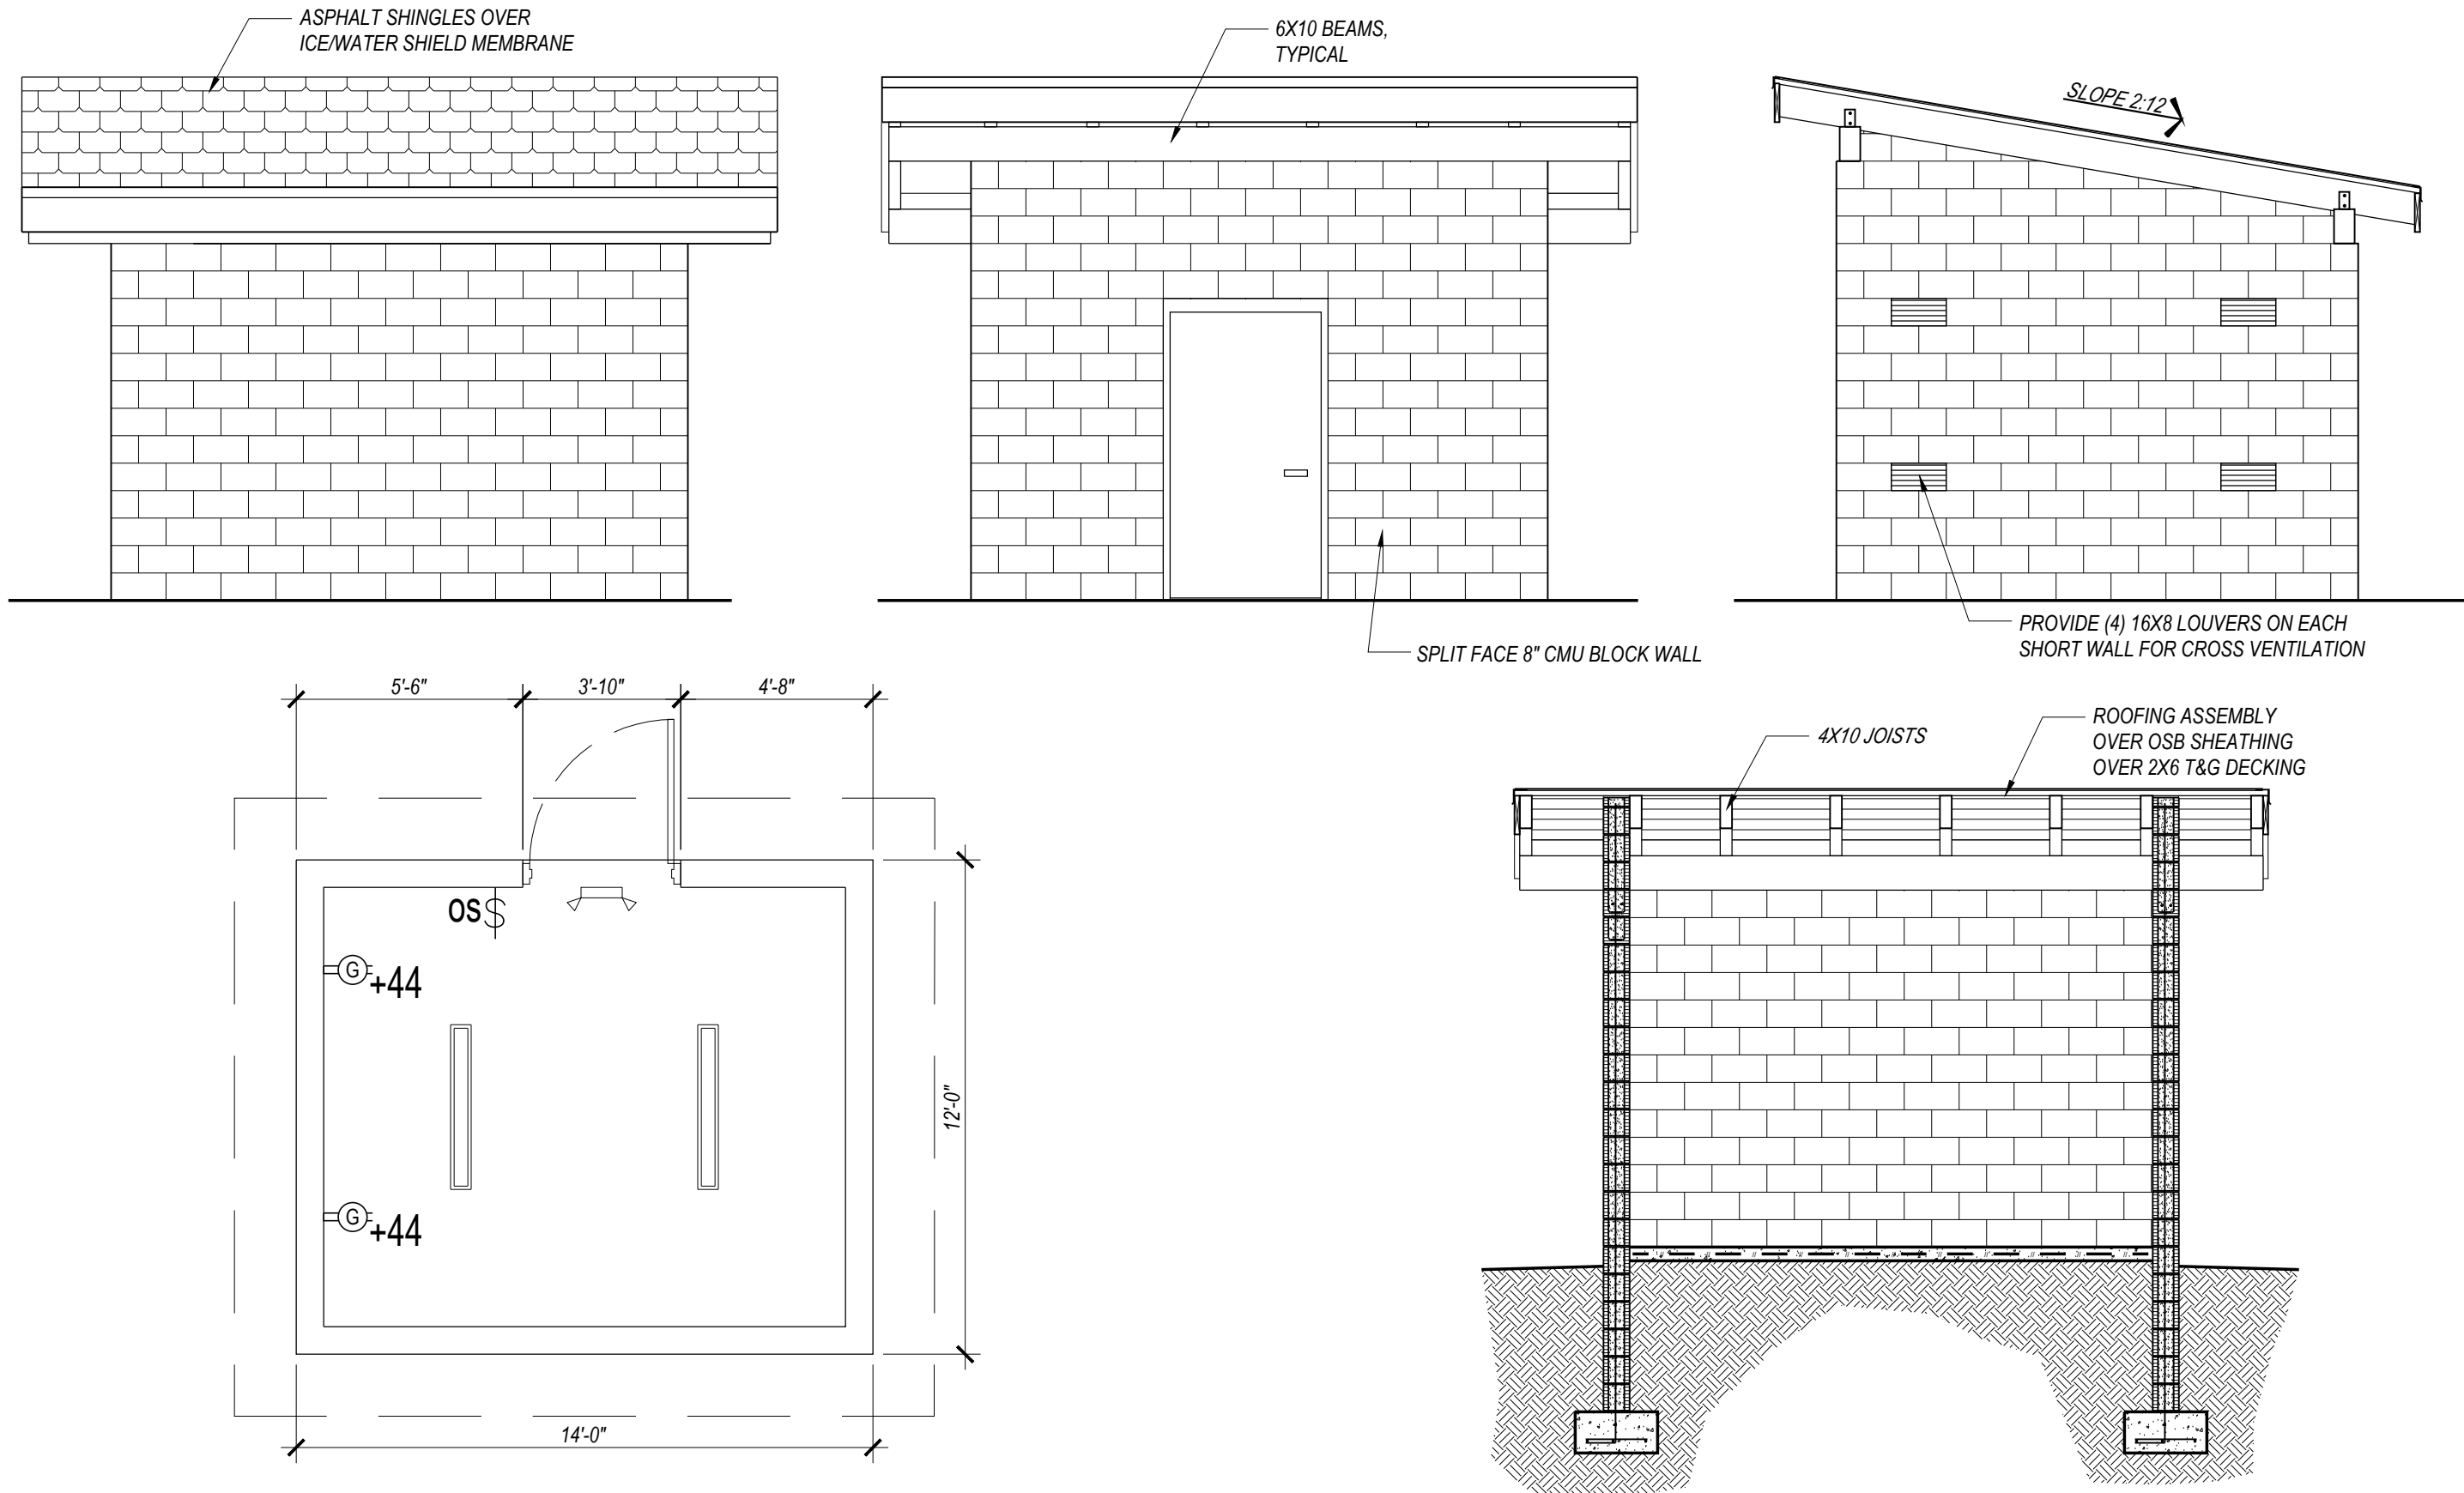 ASPHALT SHINGLES OVER
ICE/WATER SHIELD MEMBRANE
6X10 BEAMS,
TYPICAL
SLOPE 2:12
PROVIDE (4) 16X8 LOUVERS ON EACH
SHORT WALL FOR CROSS VENTILATION
SPLIT FACE 8" CMU BLOCK WALL
5'-6"
3'-10"
4'-8"
OS $
G +44
G +44
12'-0"
14'-0"
4X10 JOISTS
ROOFING ASSEMBLY
OVER OSB SHEATHING
OVER 2X6 T&G DECKING